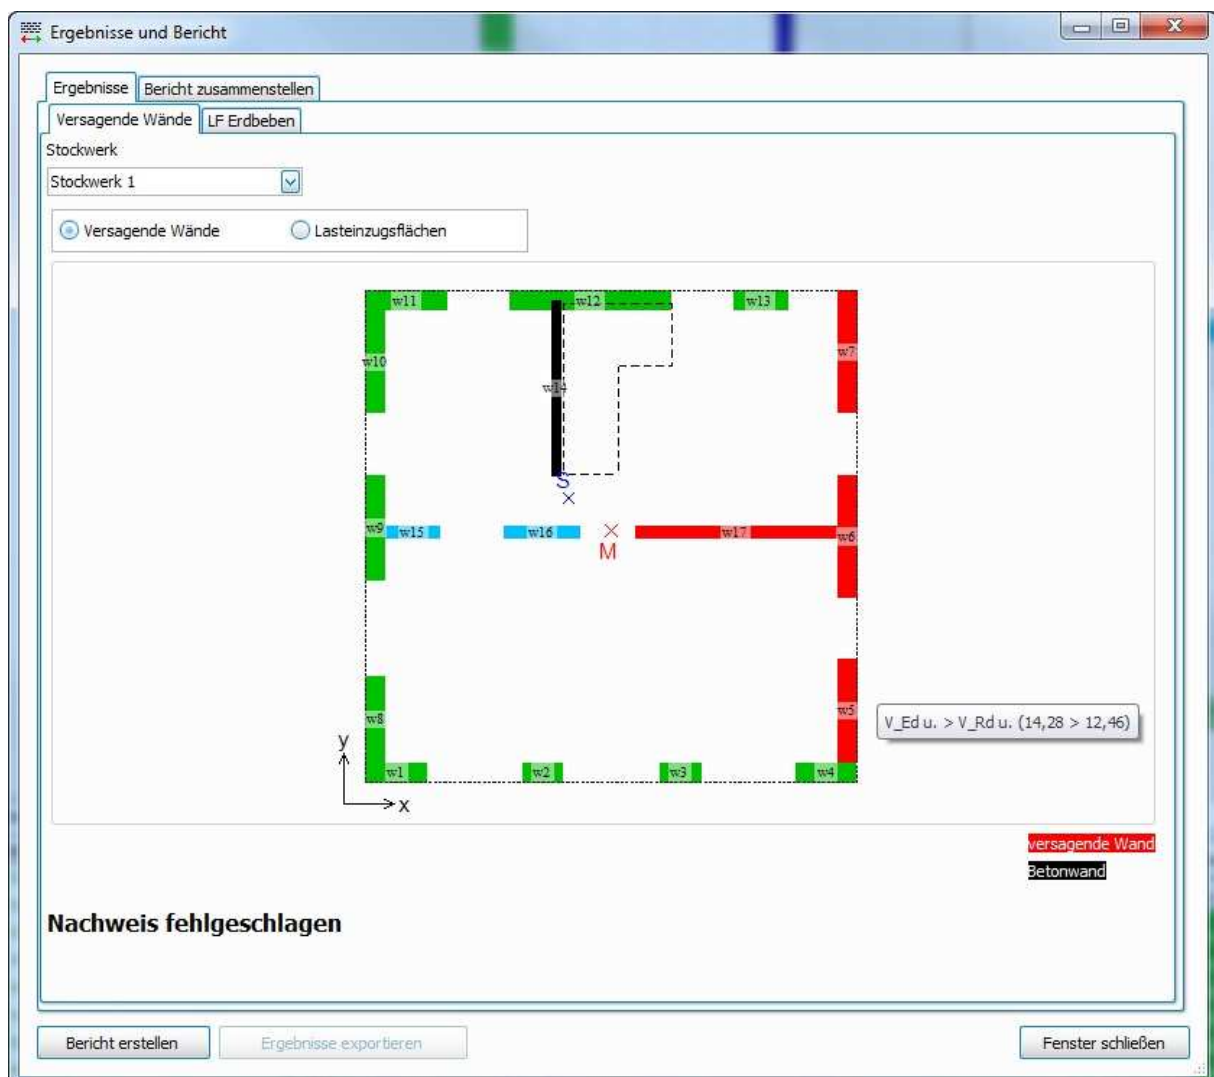 Ergebnisse und Bericht
Ergebnisse Bericht zusammenstellen
Versagende Wände LF Erdbeben
Stockwerk
Stockwerk 1
Versagende Wände Lasteinzugsflächen
w11 w12 w13
w10 w7
w14
S
w9 w15 w16 w17 w6
M
w8 w5
V_Ed u. > V_Rd u. (14,28 > 12,46)
y
w1 w2 w3 w4
x
versagende Wand
Betonwand
Nachweis fehlgeschlagen
Bericht erstellen Ergebnisse exportieren Fenster schließen